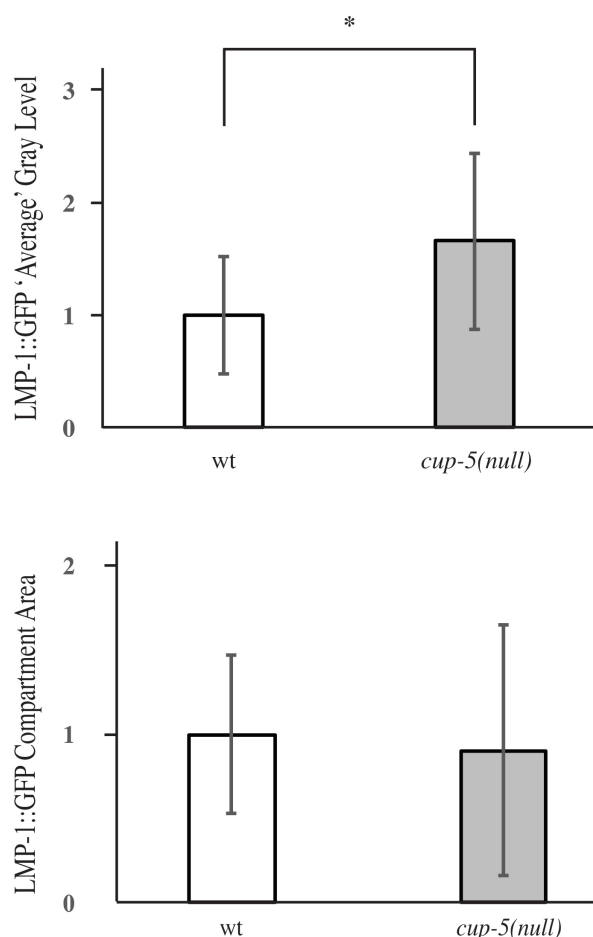 *
LMP-1::GFP ‘Average’ Gray Level
3
2
1
0
wt
cup-5(null)
LMP-1::GFP Compartment Area
2
1
0
wt
cup-5(null)